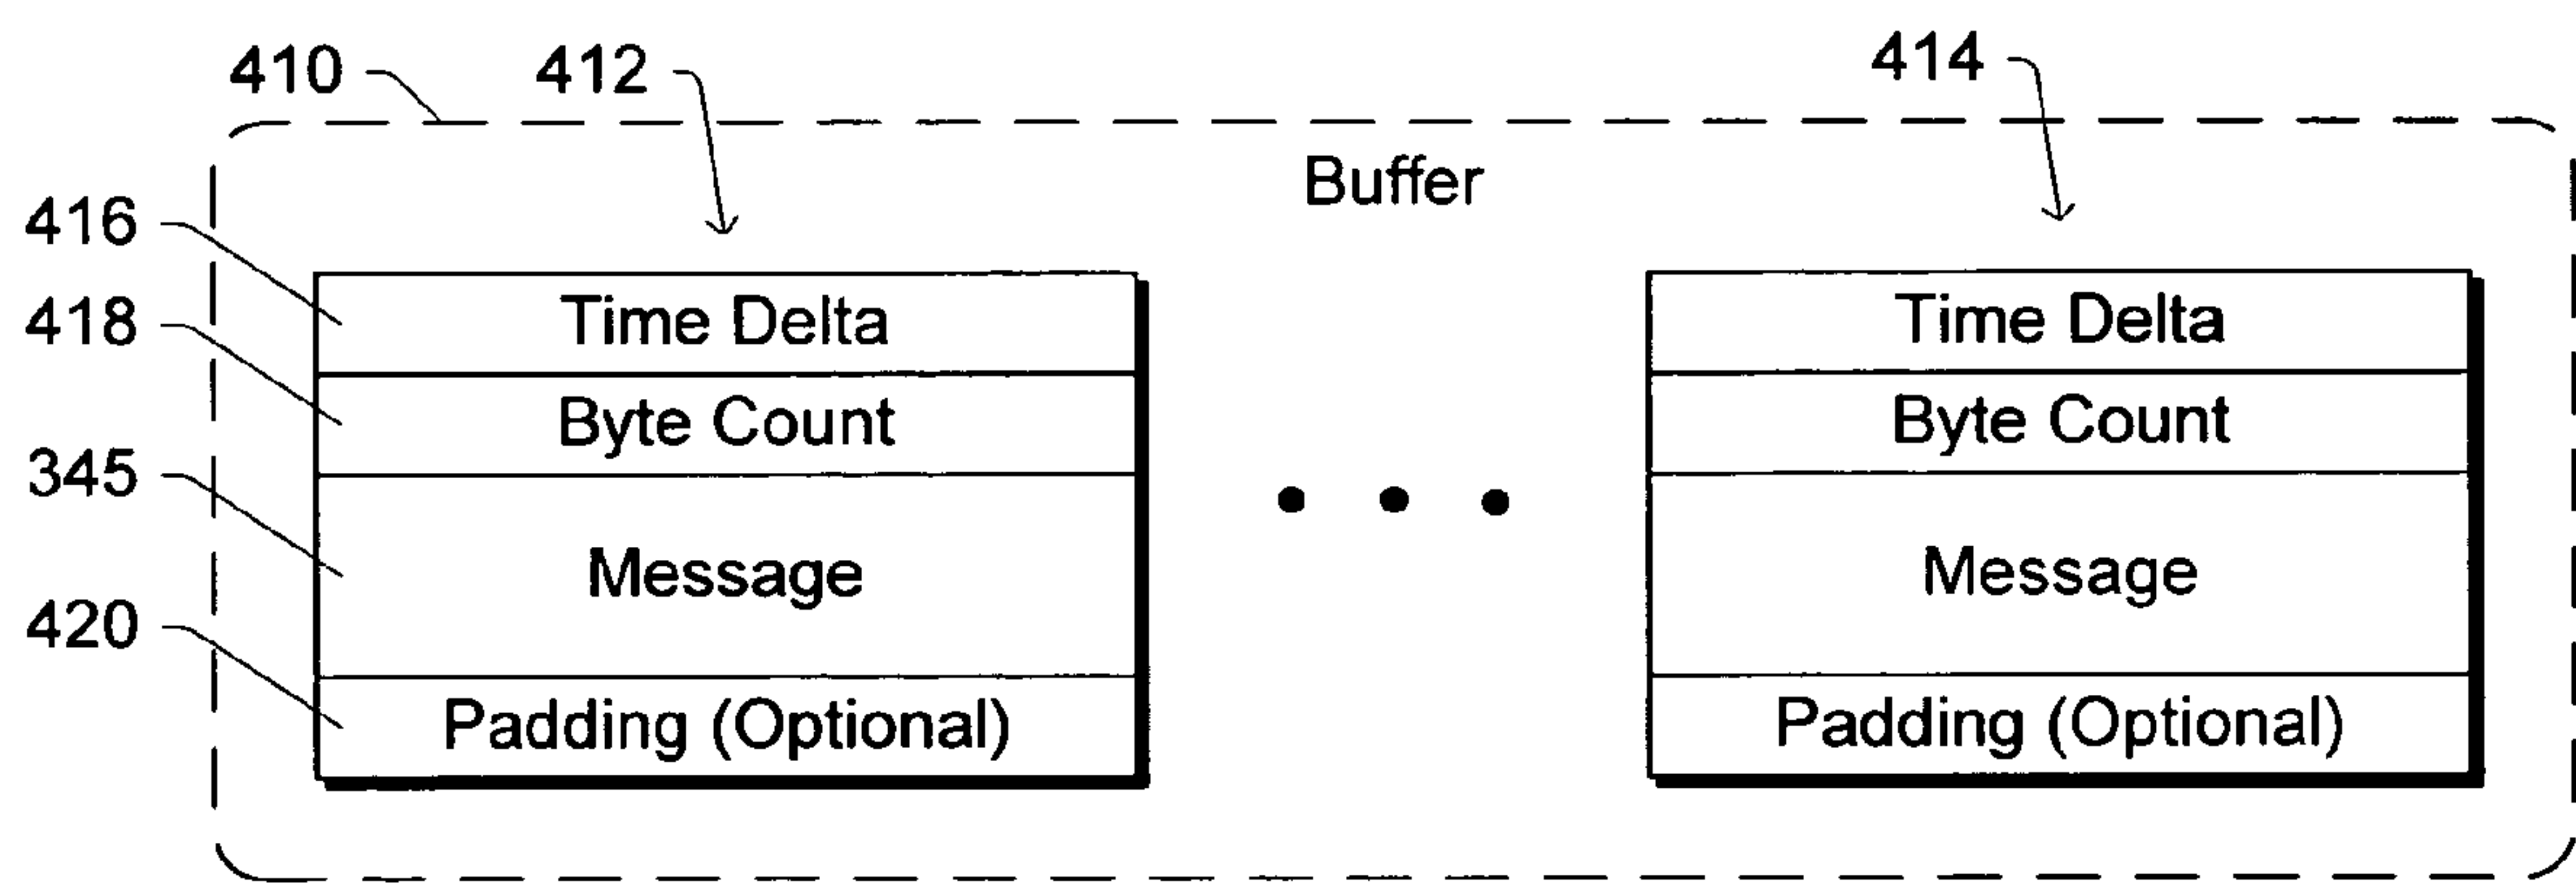 410
412
414
Buffer
416
418
345
420
Time Delta
Byte Count
Message
Padding (Optional)
Time Delta
Byte Count
Message
Padding (Optional)